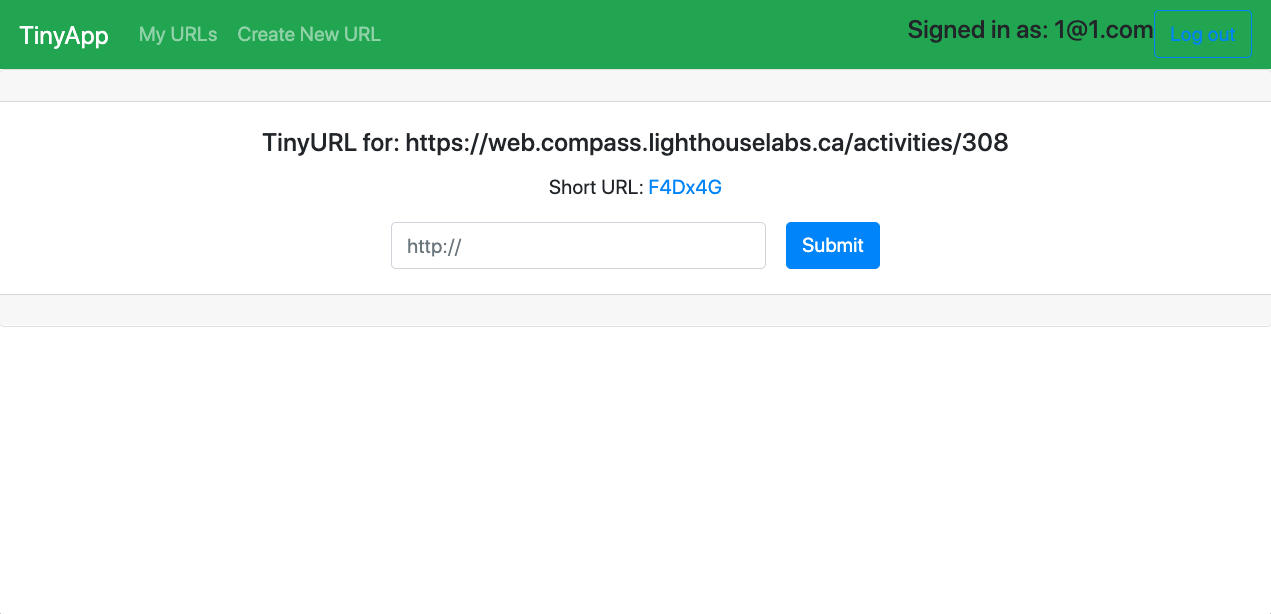 TinyApp My URLs Create New URL Signed in as: 1@1.com Log out
TinyURL for: https://web.compass.lighthouselabs.ca/activities/308
Short URL: F4Dx4G
http:// Submit